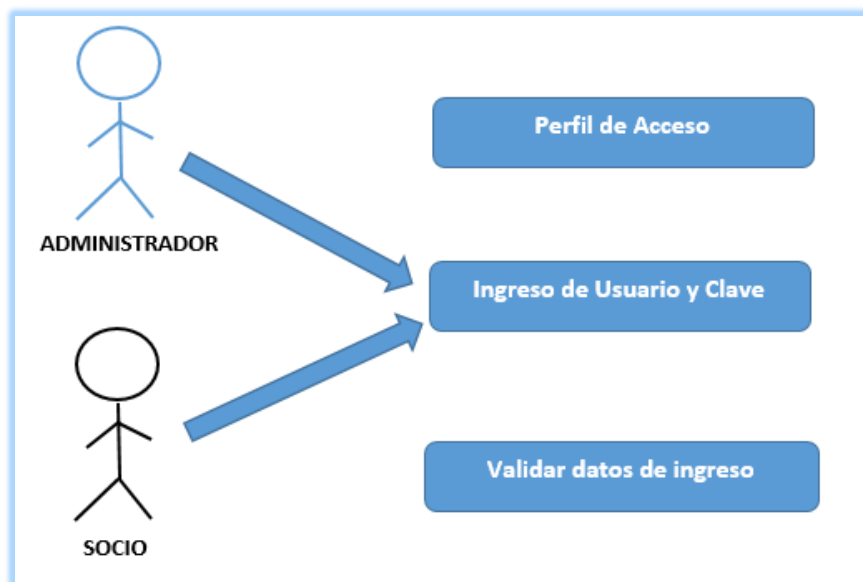 Perfil de Acceso
ADMINISTRADOR
Ingreso de Usuario y Clave
Validar datos de ingreso
SOCIO